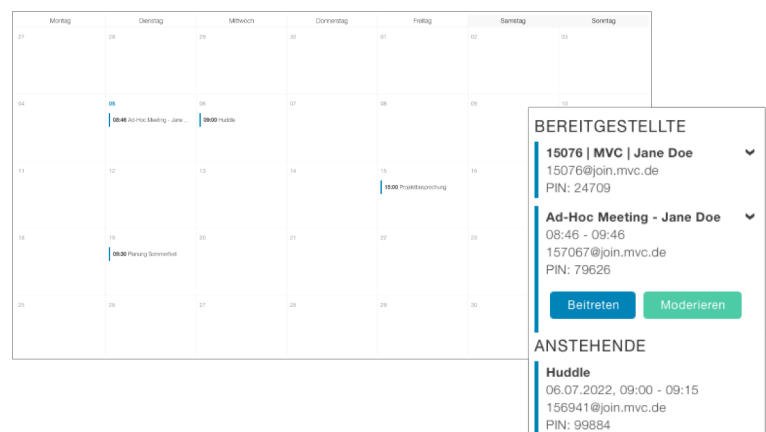 Montag Dienstag Mittwoch Donnerstag Freitag Samstag Sonntag
27 28 29 30 01 02 03
04 05 06 07 08 09 10
08:46 Ad-Hoc Meeting - Jane ... 09:00 Huddle
11 12 13 14 15 16
15:00 Projektbesprechung
18 19 20 21 22 23
09:30 Planung Sommerfest
25 26 27 28 29 30
BEREITGESTELLTE
15076 | MVC | Jane Doe
15076@join.mvc.de
PIN: 24709
Ad-Hoc Meeting - Jane Doe
08:46 - 09:46
157067@join.mvc.de
PIN: 79626
Beitreten Moderieren
ANSTEHENDE
Huddle
06.07.2022, 09:00 - 09:15
156941@join.mvc.de
PIN: 99884